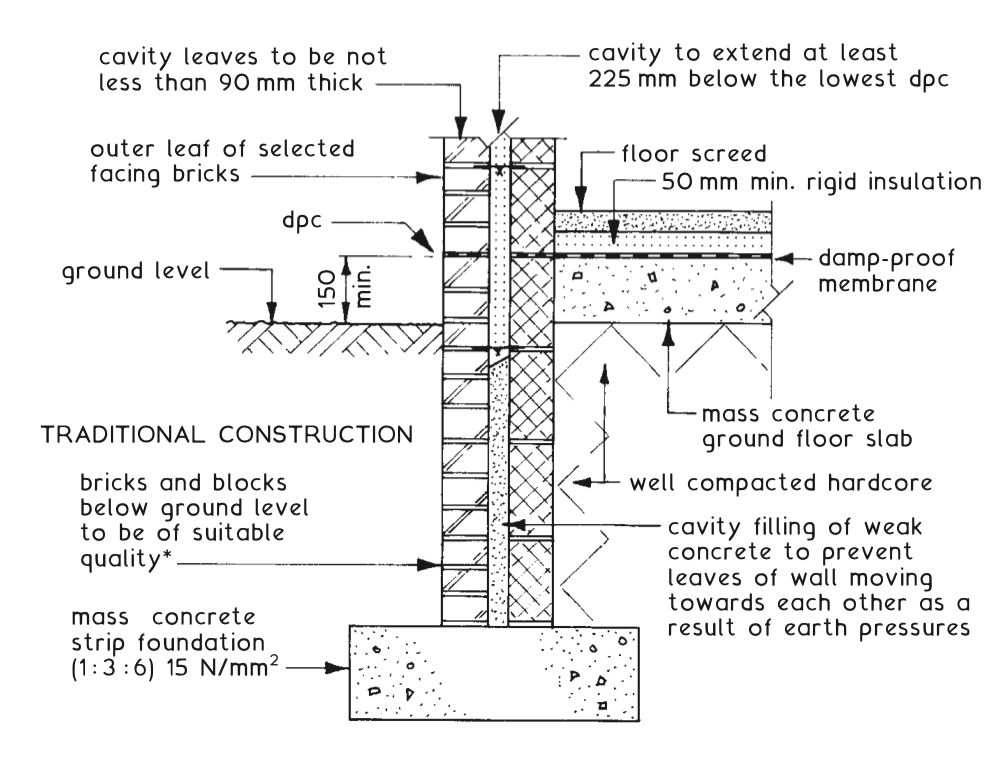 cavity leaves to be not
less than 90 mm thick
cavity to extend at least
225 mm below the lowest dpc
outer leaf of selected
facing bricks
floor screed
50 mm min. rigid insulation
dpc
ground level
150
min.
damp-proof
membrane
mass concrete
ground floor slab
TRADITIONAL CONSTRUCTION
bricks and blocks
below ground level
to be of suitable
quality*
well compacted hardcore
cavity filling of weak
concrete to prevent
leaves of wall moving
towards each other as a
result of earth pressures
mass concrete
strip foundation
(1:3:6) 15 N/mm²